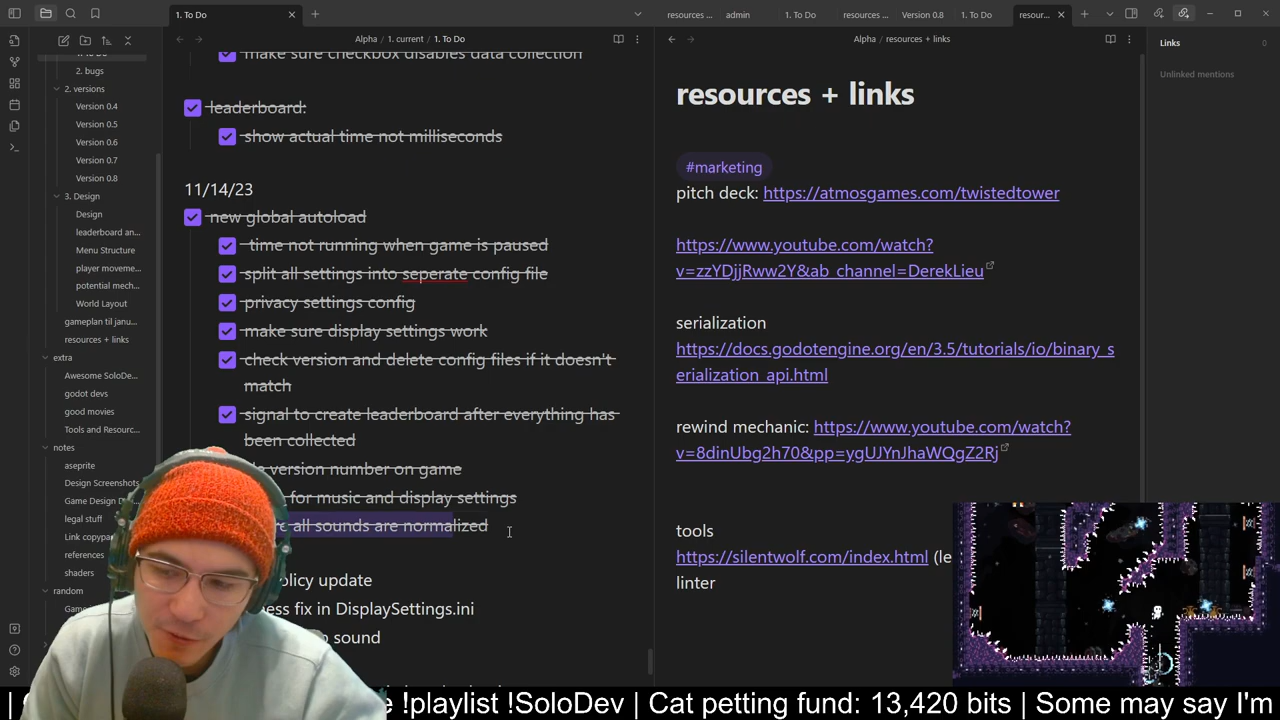 1. To Do
resources ...
admin
1. To Do
resources ...
Version 0.8
1. To Do
resour...
Alpha / 1. current / 1. To Do
Alpha / resources + links
Links
0
Unlinked mentions
2. bugs
2. versions
Version 0.4
Version 0.5
Version 0.6
Version 0.7
Version 0.8
3. Design
Design
leaderboard an...
Menu Structure
player moveme...
potential mech...
World Layout
gameplan til janu...
resources + links
extra
Awesome SoloDe...
godot devs
good movies
Tools and Resourc...
notes
aseprite
Design Screenshots
Game Design D...
legal stuff
Link copypa
references
shaders
random
make sure checkbox disables data collection
leaderboard:
show actual time not milliseconds
11/14/23
new global autoload
time not running when game is paused
split all settings into seperate config file
privacy settings config
make sure display settings work
check version and delete config files if it doesn't
match
signal to create leaderboard after everything has
been collected
version number on game
for music and display settings
all sounds are normalized
olicy update
ess fix in DisplaySettings.ini
sound
resources + links
#marketing
pitch deck: https://atmosgames.com/twistedtower
https://www.youtube.com/watch?
v=zzYDjjRww2Y&ab_channel=DerekLieu
serialization
https://docs.godotengine.org/en/3.5/tutorials/io/binary_s
erialization_api.html
rewind mechanic: https://www.youtube.com/watch?
v=8dinUbg2h70&pp=ygUJYnJhaWQgZ2Rj
tools
https://silentwolf.com/index.html (le
linter
!playlist !SoloDev | Cat petting fund: 13,420 bits | Some may say I'm